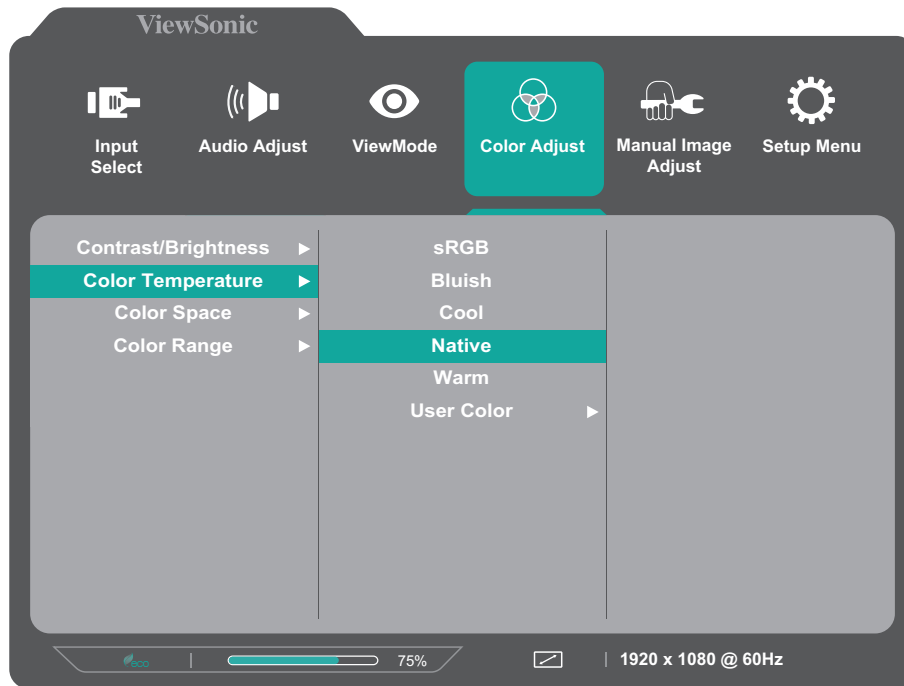 ViewSonic
Input
Select
Audio Adjust
ViewMode
Color Adjust
Manual Image
Adjust
Setup Menu
Contrast/Brightness
Color Temperature
Color Space
Color Range
sRGB
Bluish
Cool
Native
Warm
User Color
eco
75%
1920 x 1080 @ 60Hz